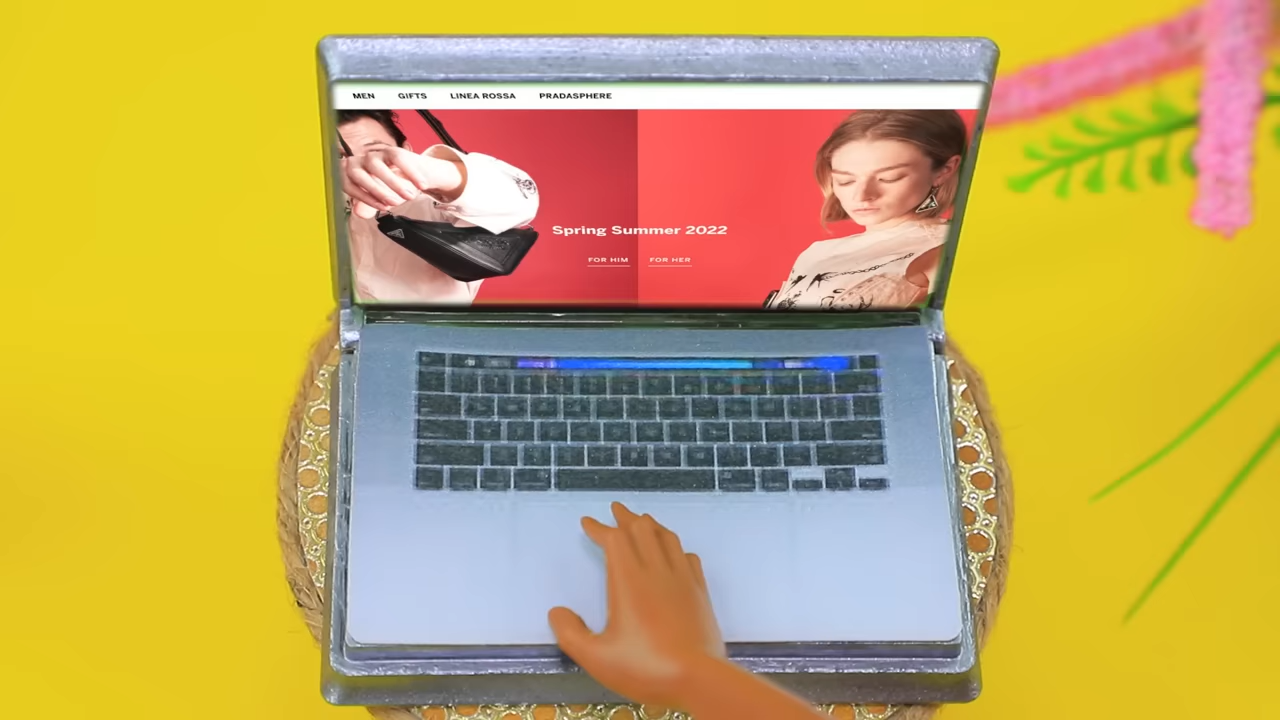 MEN GIFTS LINEA ROSSA PRADASPHERE
Spring Summer 2022
FOR HIM FOR HER